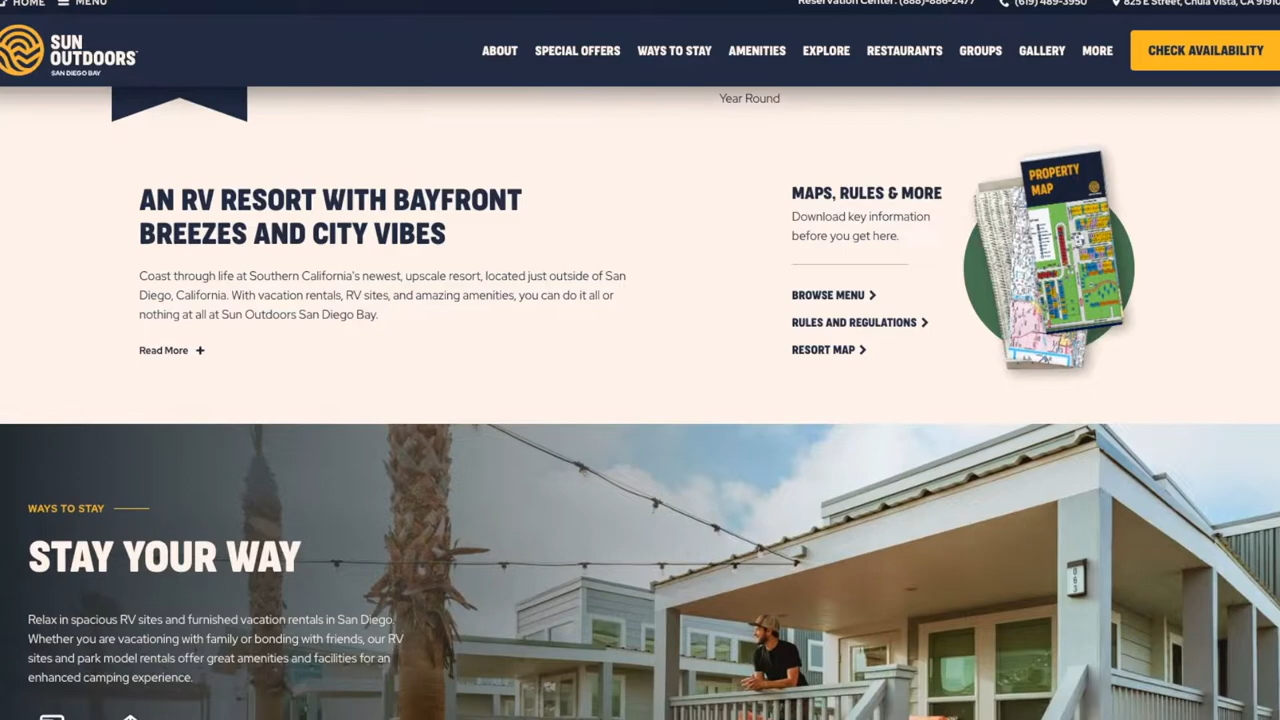 HOME MENU
Reservation Center: (888)-886-2477 (619) 489-3950 825 E Street, Chula Vista, CA 91910
SUN
OUTDOORS
SAN DIEGO BAY
ABOUT SPECIAL OFFERS WAYS TO STAY AMENITIES EXPLORE RESTAURANTS GROUPS GALLERY MORE CHECK AVAILABILITY
Year Round
AN RV RESORT WITH BAYFRONT
BREEZES AND CITY VIBES
Coast through life at Southern California's newest, upscale resort, located just outside of San
Diego, California. With vacation rentals, RV sites, and amazing amenities, you can do it all or
nothing at all at Sun Outdoors San Diego Bay.
Read More +
MAPS, RULES & MORE
Download key information
before you get here.
BROWSE MENU
RULES AND REGULATIONS
RESORT MAP
PROPERTY
MAP
WAYS TO STAY
STAY YOUR WAY
Relax in spacious RV sites and furnished vacation rentals in San Diego.
Whether you are vacationing with family or bonding with friends, our RV
sites and park model rentals offer great amenities and facilities for an
enhanced camping experience.